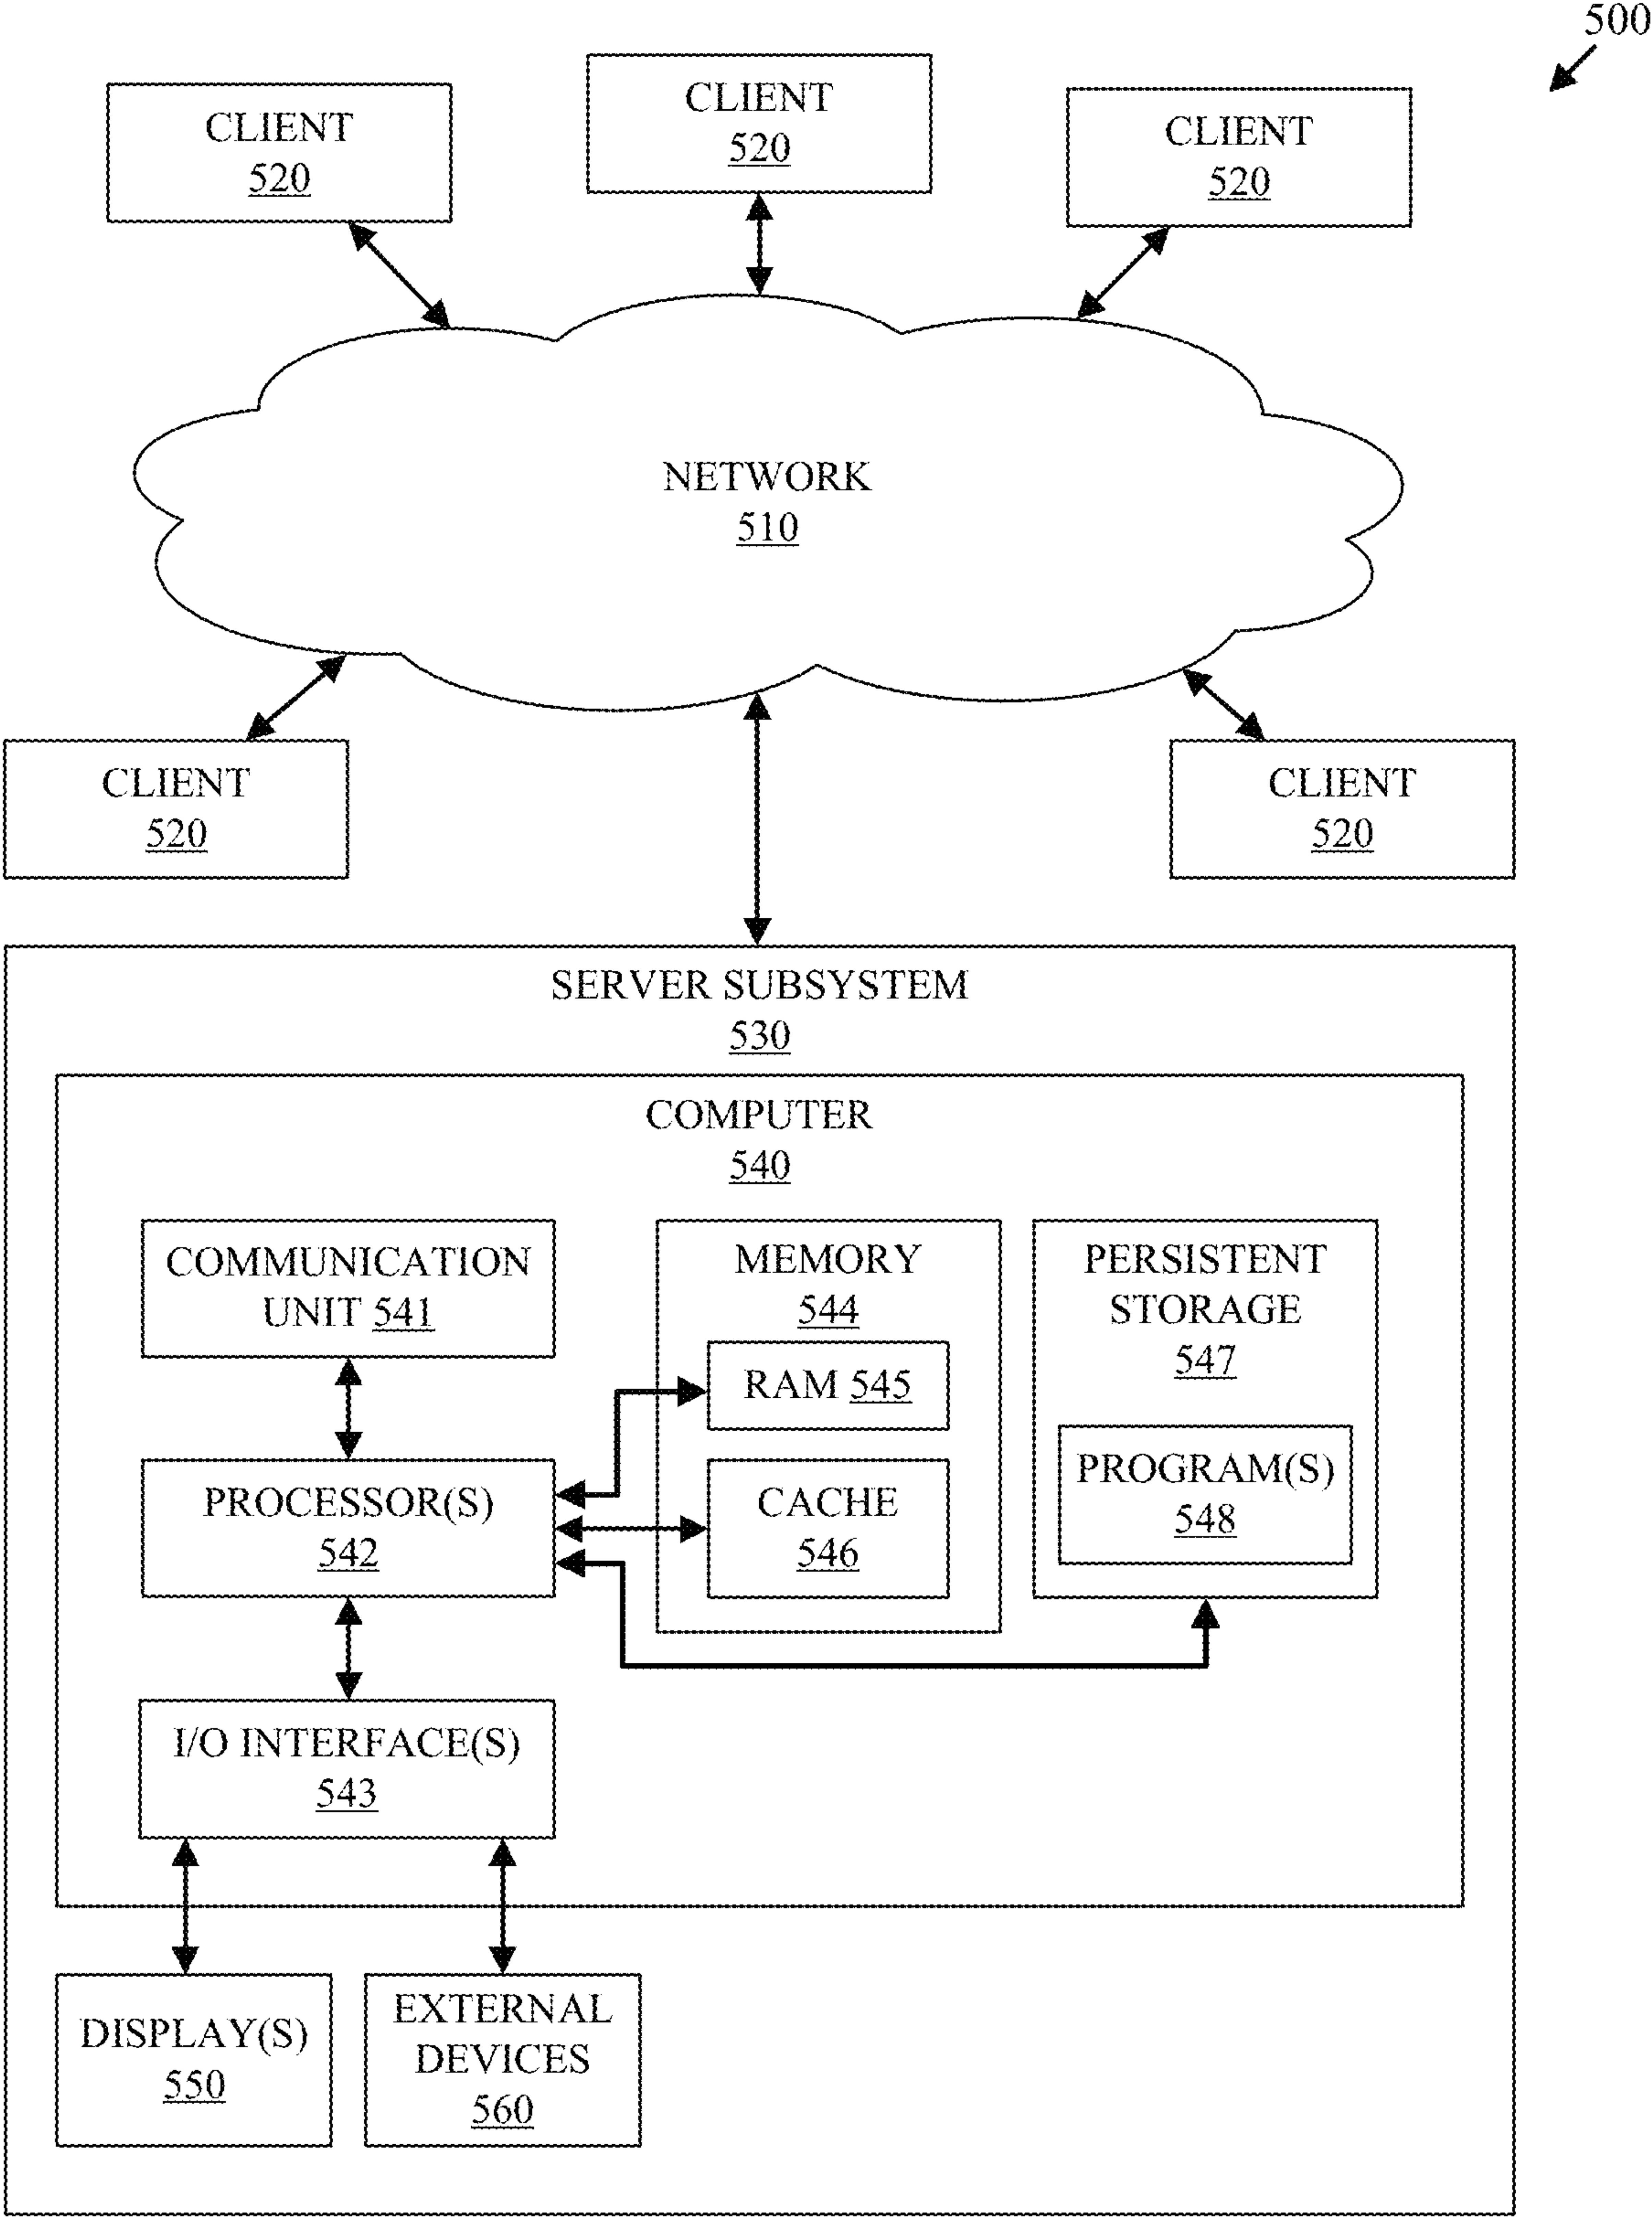 500
CLIENT
520
CLIENT
520
CLIENT
520
NETWORK
510
CLIENT
520
CLIENT
520
SERVER SUBSYSTEM
530
COMPUTER
540
COMMUNICATION
UNIT 541
MEMORY
544
RAM 545
CACHE
546
PERSISTENT
STORAGE
547
PROGRAM(S)
548
PROCESSOR(S)
542
I/O INTERFACE(S)
543
DISPLAY(S)
550
EXTERNAL
DEVICES
560